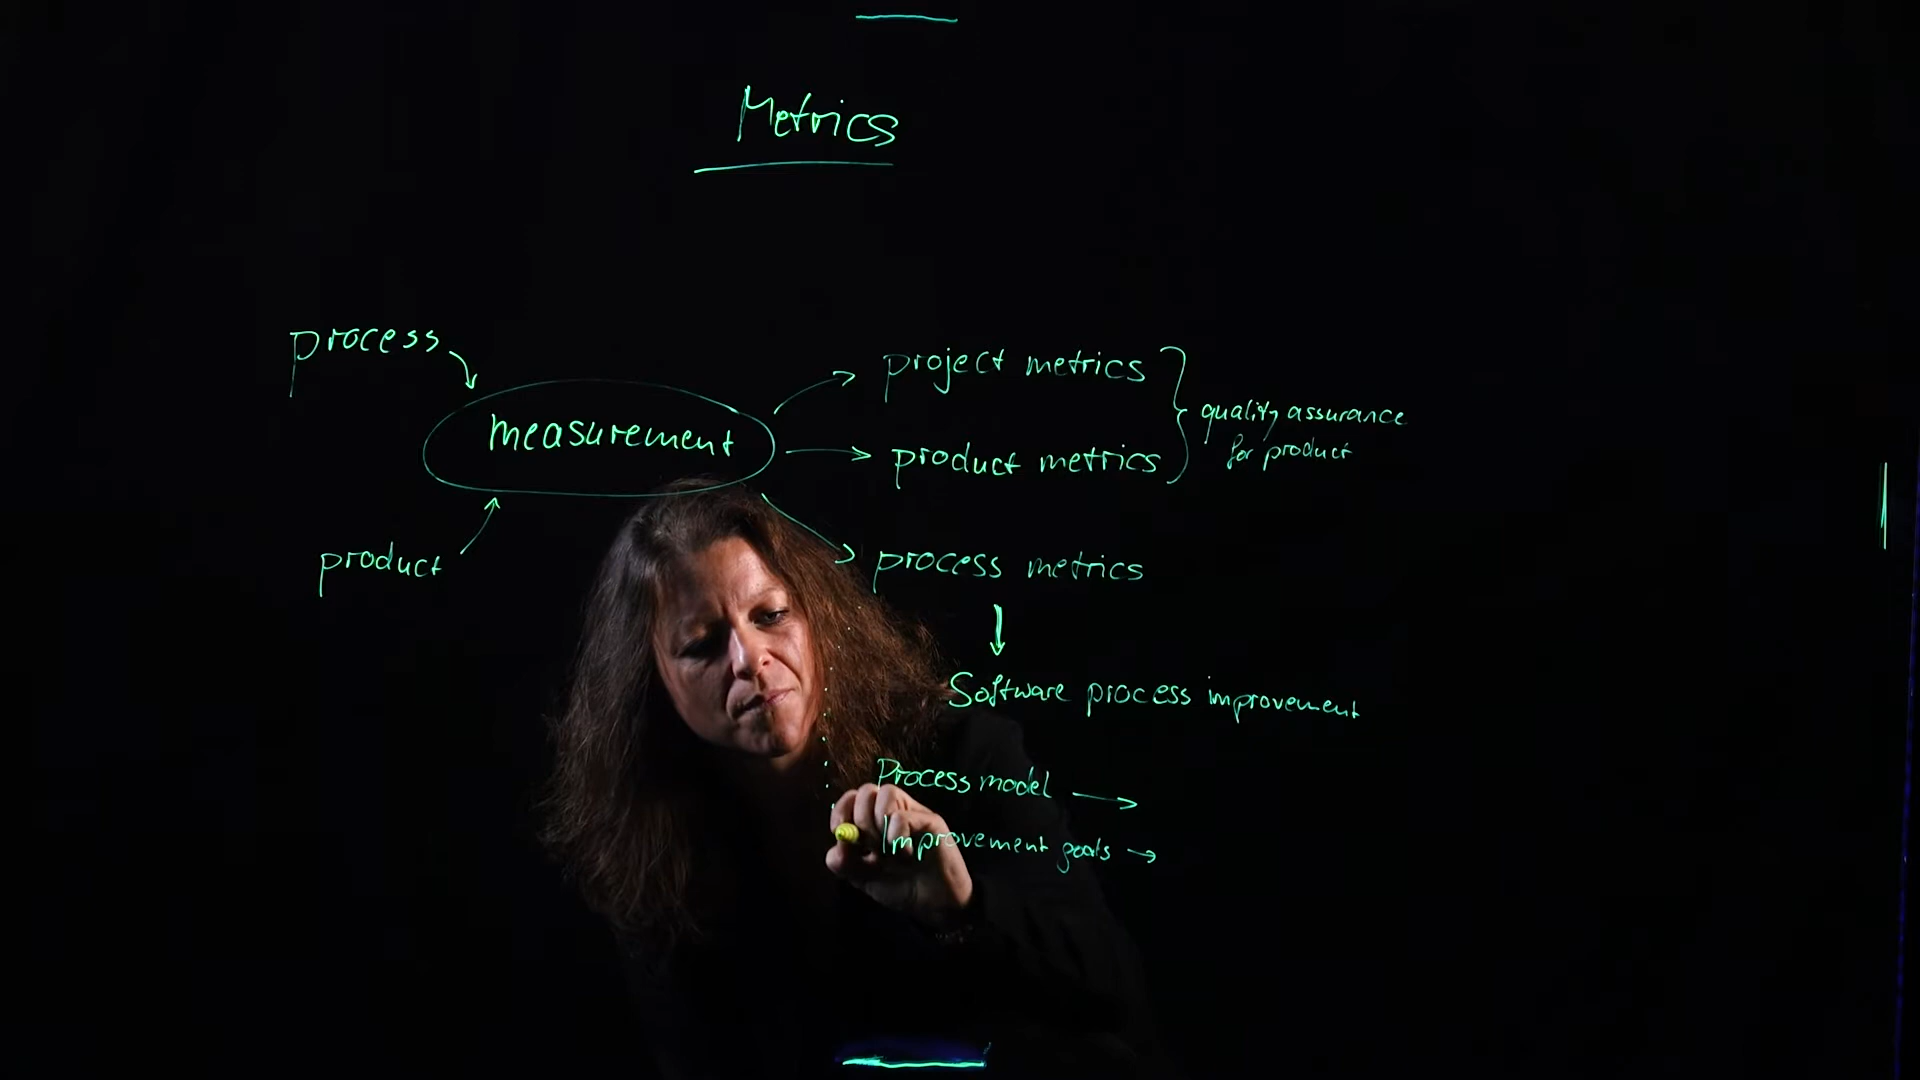 Metrics
process
measurement
product
project metrics
product metrics
quality assurance
for product
process metrics
Software process improvement
Process model
Improvement goals